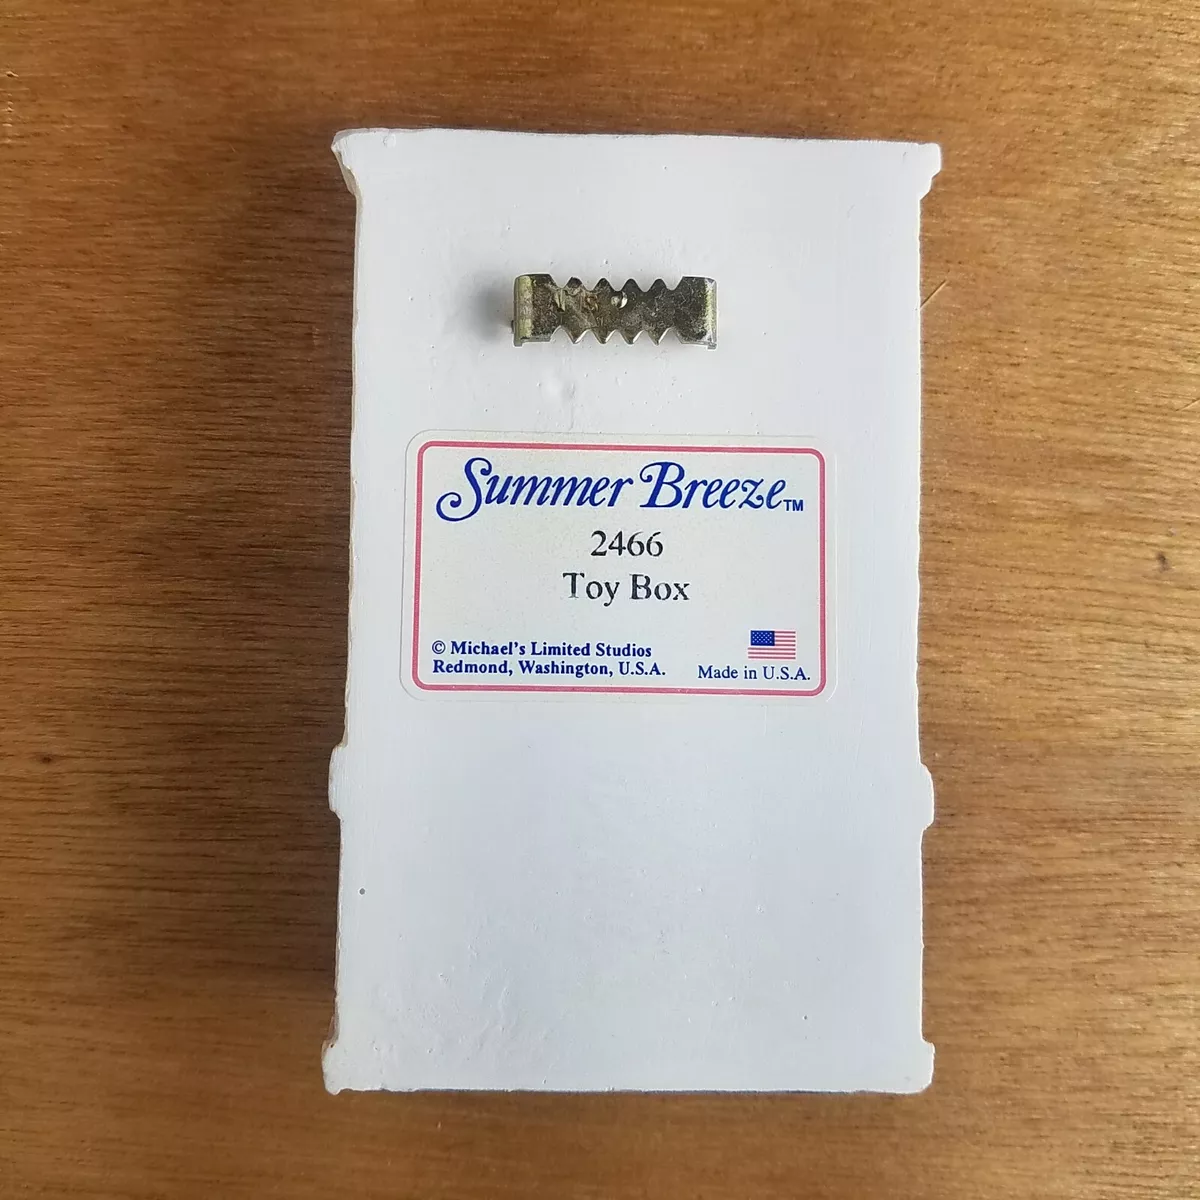 Summer Breeze™
2466
Toy Box
© Michael's Limited Studios
Redmond, Washington, U.S.A.
Made in U.S.A.